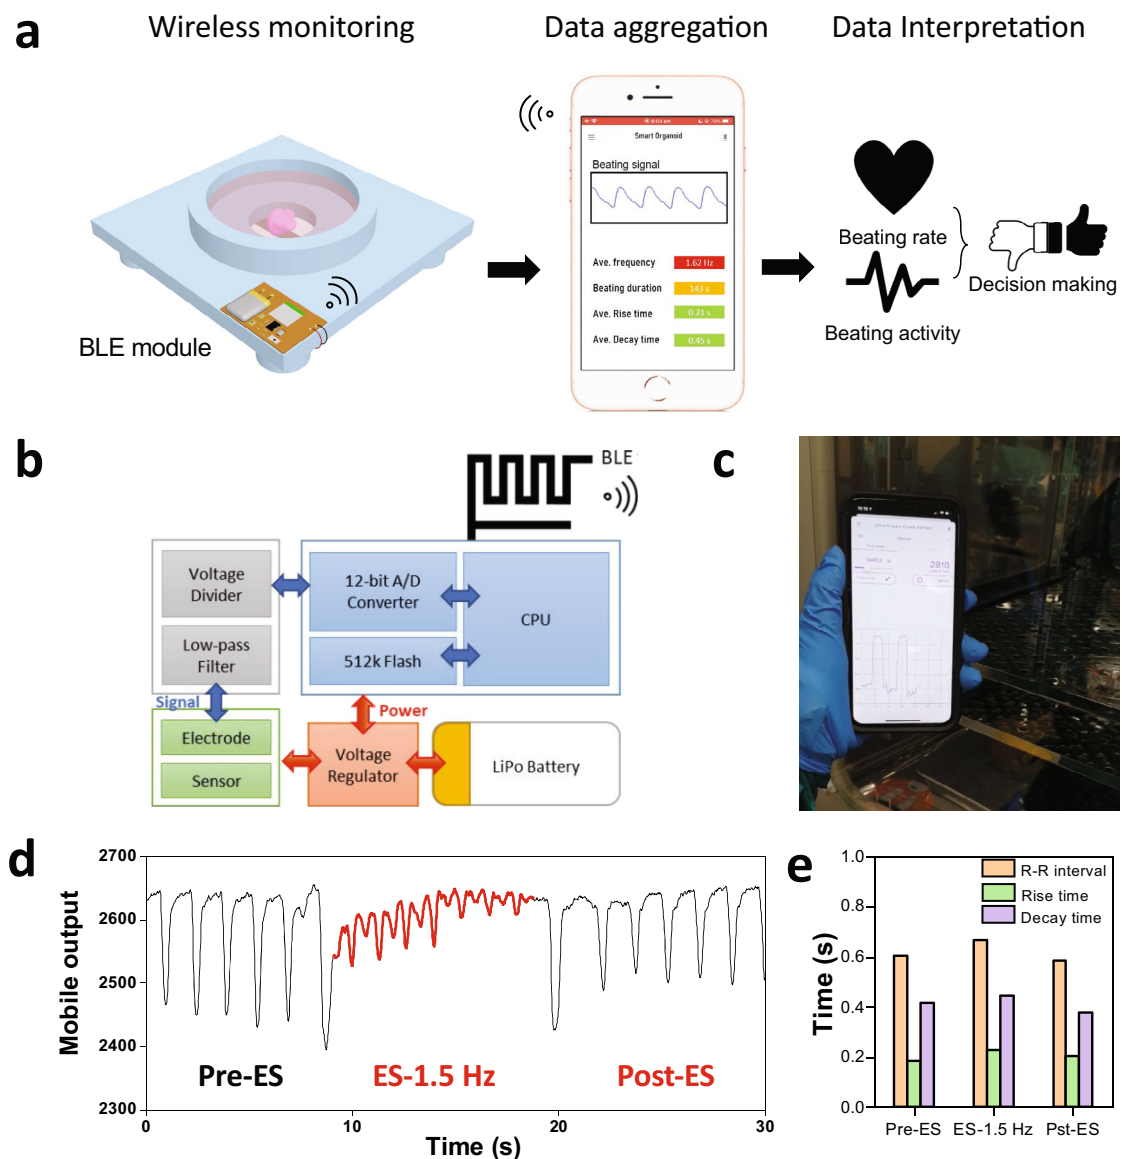 a
Wireless monitoring
Data aggregation
Data Interpretation
Smart Organoid
Beating signal
Ave. frequency
1.62 Hz
Beating duration
143 s
Ave. Rise time
0.21 s
Ave. Decay time
0.45 s
BLE module
Beating rate
Beating activity
Decision making
b
BLE
Voltage
Divider
12-bit A/D
Converter
CPU
Low-pass
Filter
512k Flash
Signal
Power
Electrode
Sensor
Voltage
Regulator
LiPo Battery
c
2810
d
2700
2600
2500
2400
2300
Mobile output
Pre-ES
ES-1.5 Hz
Post-ES
0
10
20
30
Time (s)
e
1.0
0.8
0.6
0.4
0.2
0.0
Time (s)
R-R interval
Rise time
Decay time
Pre-ES
ES-1.5 Hz
Pst-ES